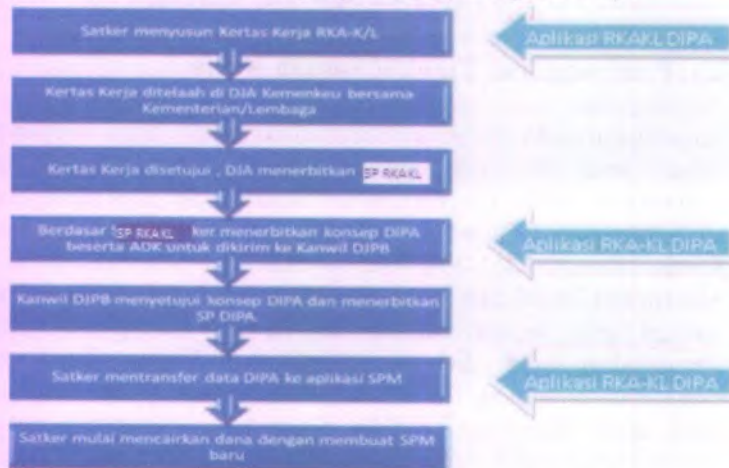 Satker menyusun Kertas Kerja RKA-K/L
Aplikasi RKAKL DIPA
Kertas Kerja ditelaah di DJA Kemenkeu bersama
Kementerian/Lembaga
Kertas Kerja disetujui , DJA menerbitkan SP RKAKL
Berdasar SP RKAKL ker menerbitkan konsep DIPA
beserta ADK untuk dikirim ke Kanwil DJPB
Aplikasi RKA-KL DIPA
Kanwil DJPB menyetujui konsep DIPA dan menerbitkan
SP DIPA.
Satker mentransfer data DIPA ke aplikasi SPM
Aplikasi RKA-KL DIPA
Satker mulai mencairkan dana dengan membuat SPM
baru